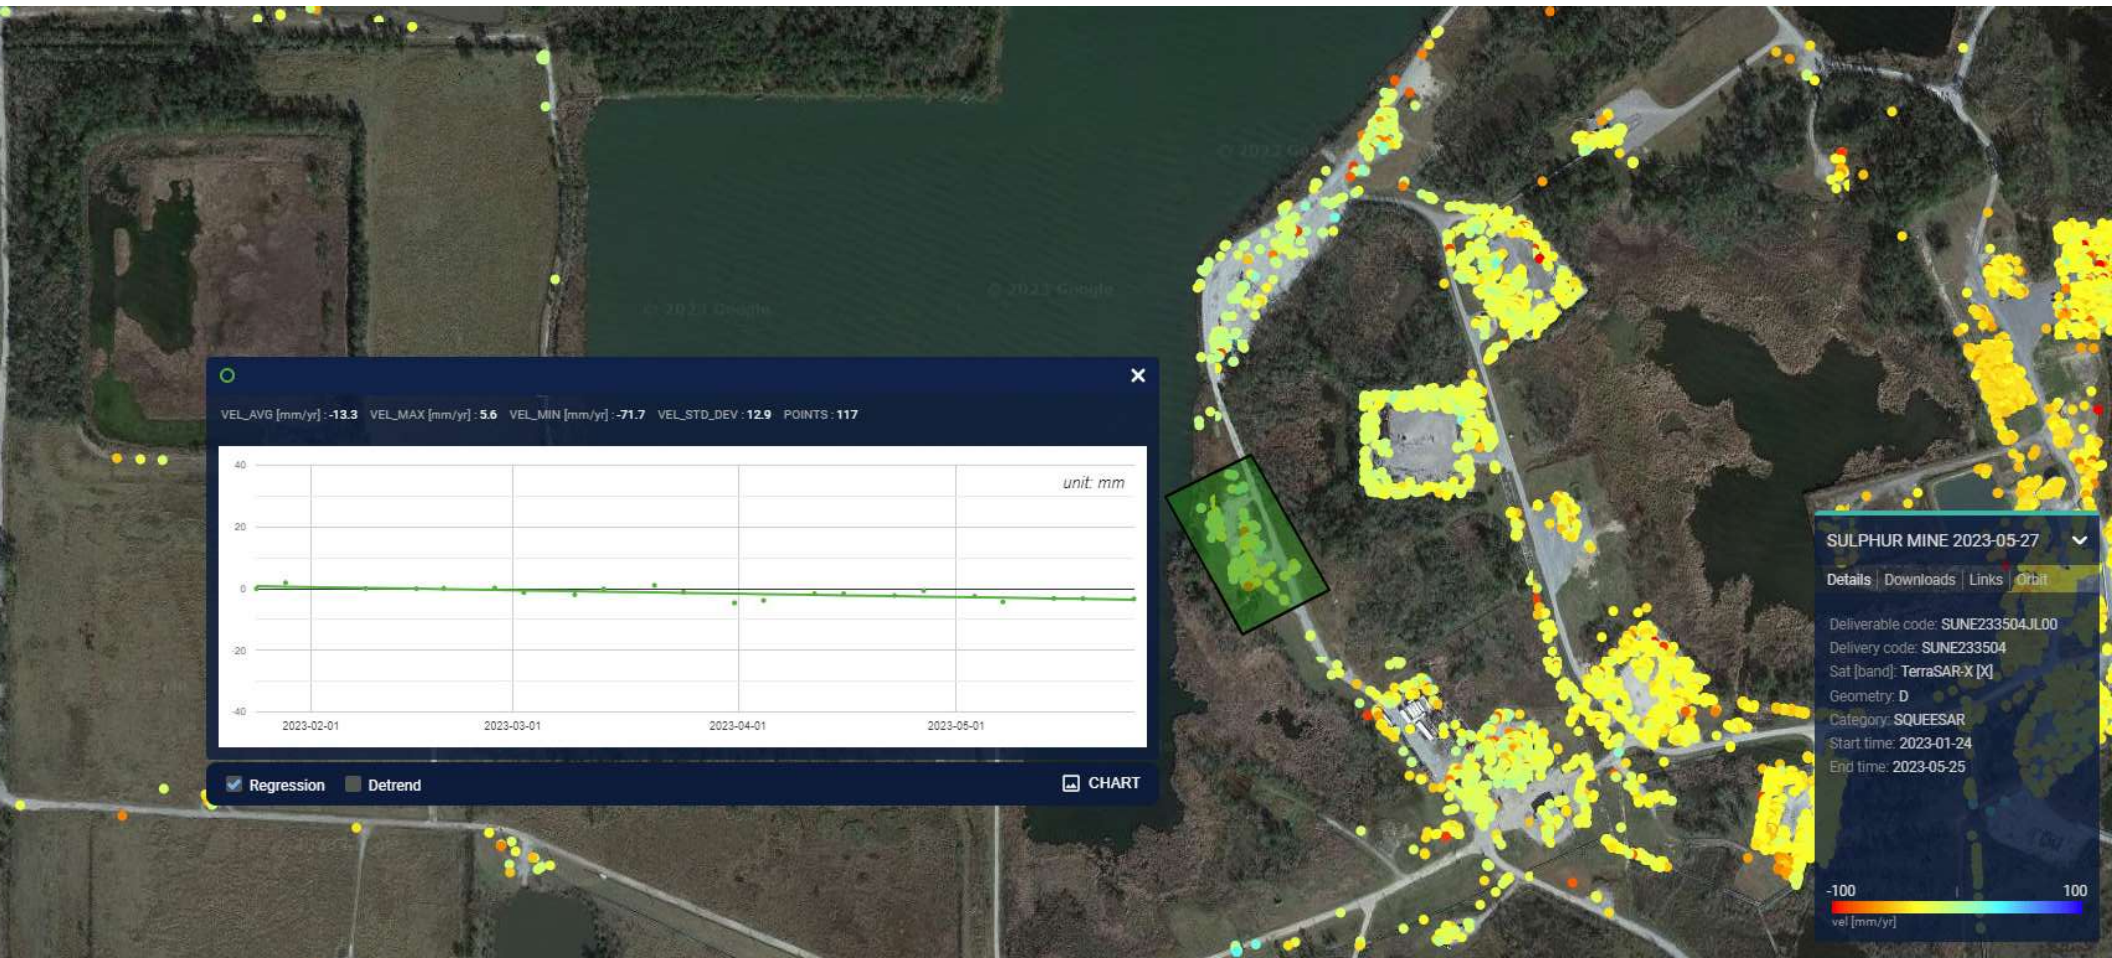 © 2023 Google
© 2023 Google
VEL_AVG [mm/yr] : -13.3 VEL_MAX [mm/yr] : 5.6 VEL_MIN [mm/yr] : -71.7 VEL_STD_DEV : 12.9 POINTS : 117
unit: mm
40
20
0
-20
-40
2023-02-01 2023-03-01 2023-04-01 2023-05-01
Regression Detrend CHART
SULPHUR MINE 2023-05-27
Details Downloads Links Orbit
Deliverable code: SUNE233504JL00
Delivery code: SUNE233504
Sat [band]: TerraSAR-X [X]
Geometry: D
Category: SQUEESAR
Start time: 2023-01-24
End time: 2023-05-25
-100 100
vel [mm/yr]